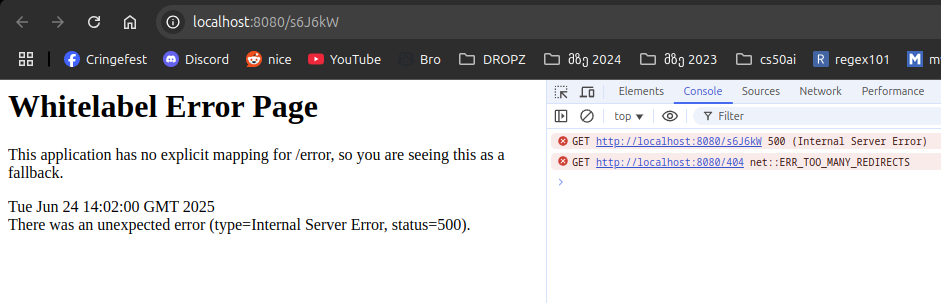 localhost:8080/s6J6kW
Cringefest Discord nice YouTube Bro DROPZ მზე 2024 მზე 2023 cs50ai regex101
Whitelabel Error Page
This application has no explicit mapping for /error, so you are seeing this as a
fallback.
Tue Jun 24 14:02:00 GMT 2025
There was an unexpected error (type=Internal Server Error, status=500).
Elements Console Sources Network Performance
top Filter
GET http://localhost:8080/s6J6kW 500 (Internal Server Error)
GET http://localhost:8080/404 net::ERR_TOO_MANY_REDIRECTS